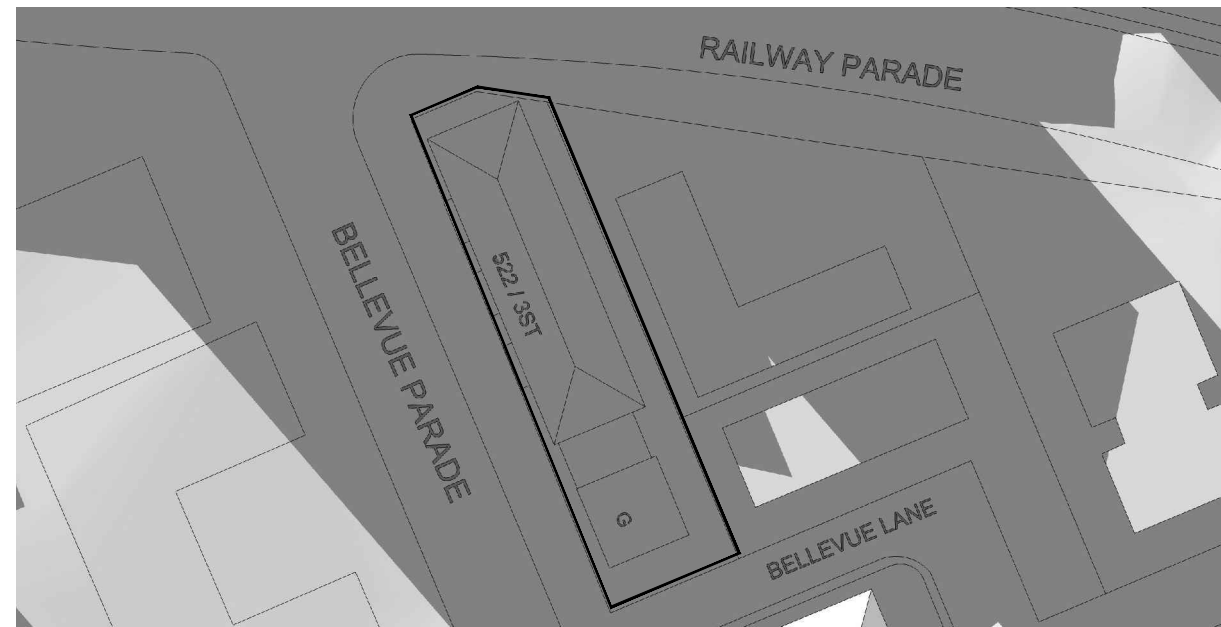 RAILWAY PARADE
BELLEVUE PARADE
522 / 3ST
G
BELLEVUE LANE